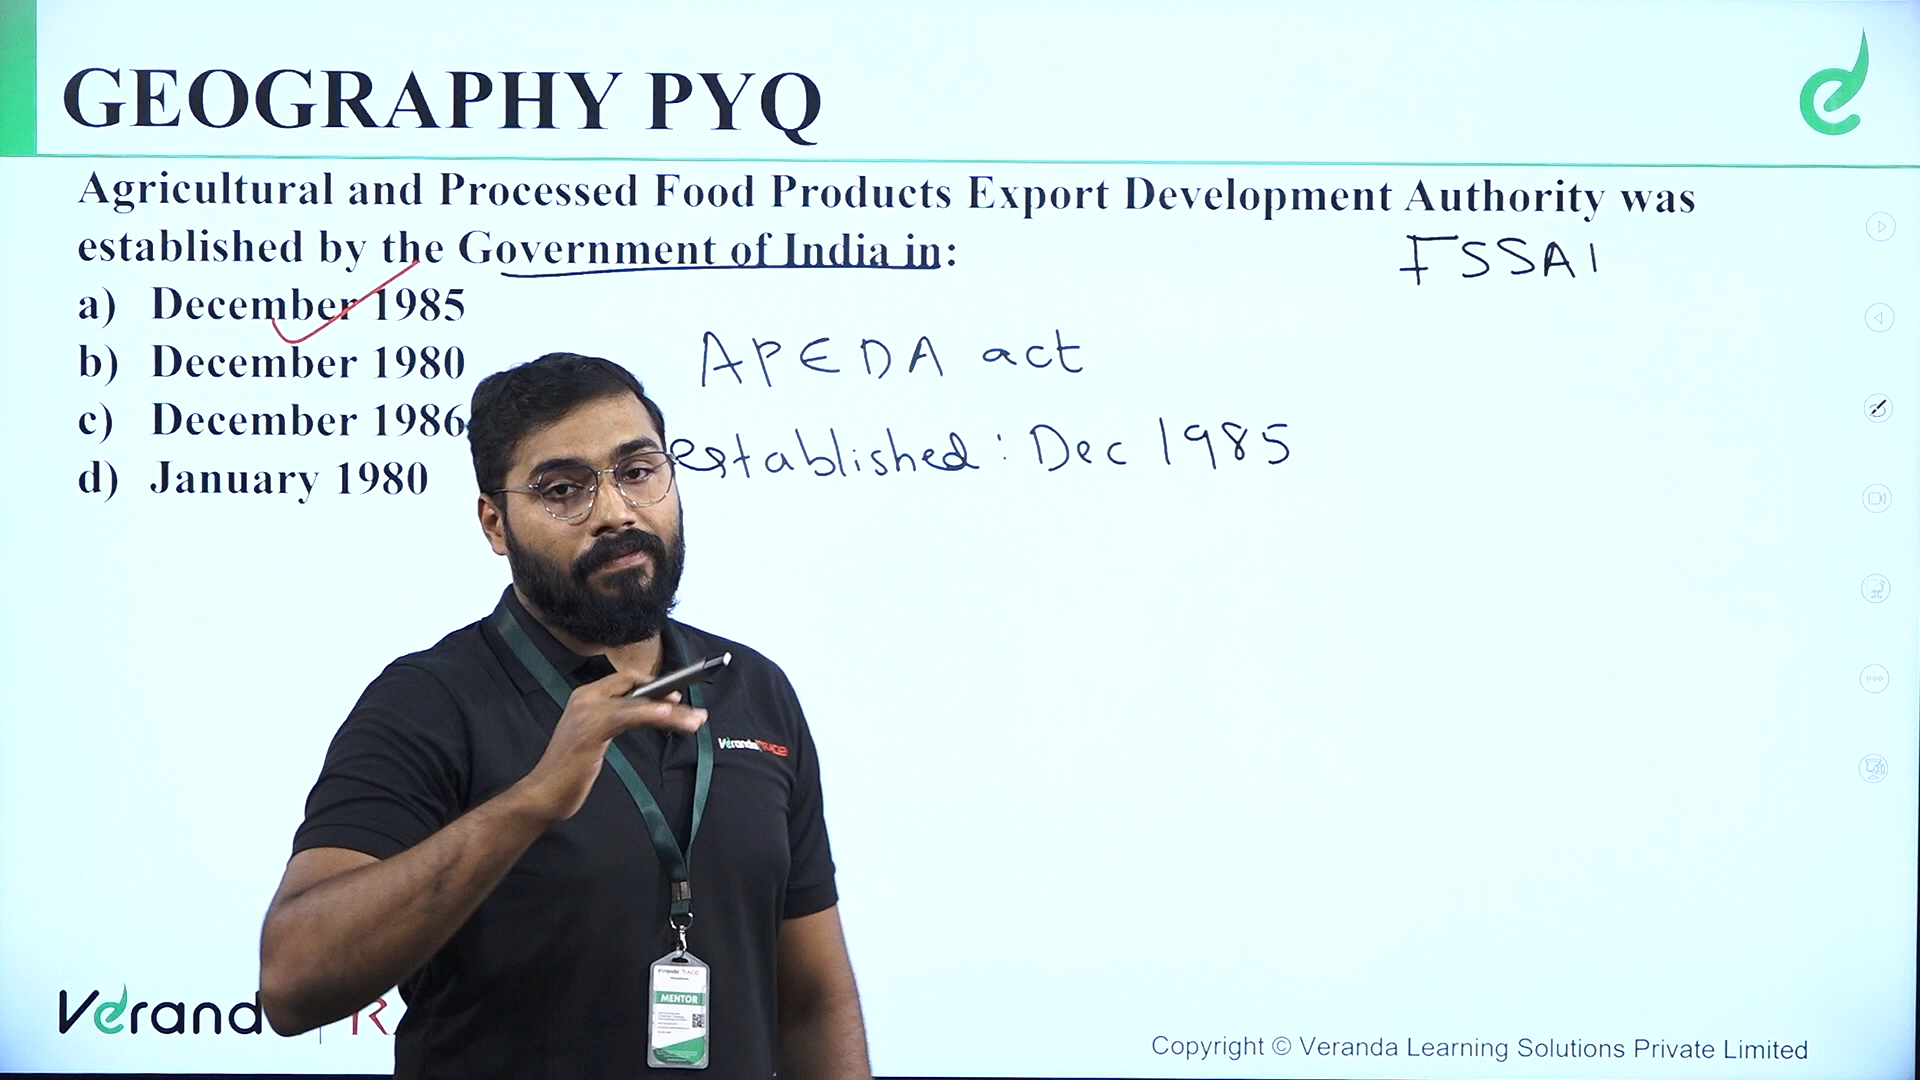 GEOGRAPHY PYQ
Agricultural and Processed Food Products Export Development Authority was
established by the Government of India in:
FSSAI
a) December 1985
b) December 1980
c) December 1986
d) January 1980
APEDA act
established: Dec 1985
Veranda RACE
MENTOR
Verand
Copyright © Veranda Learning Solutions Private Limited